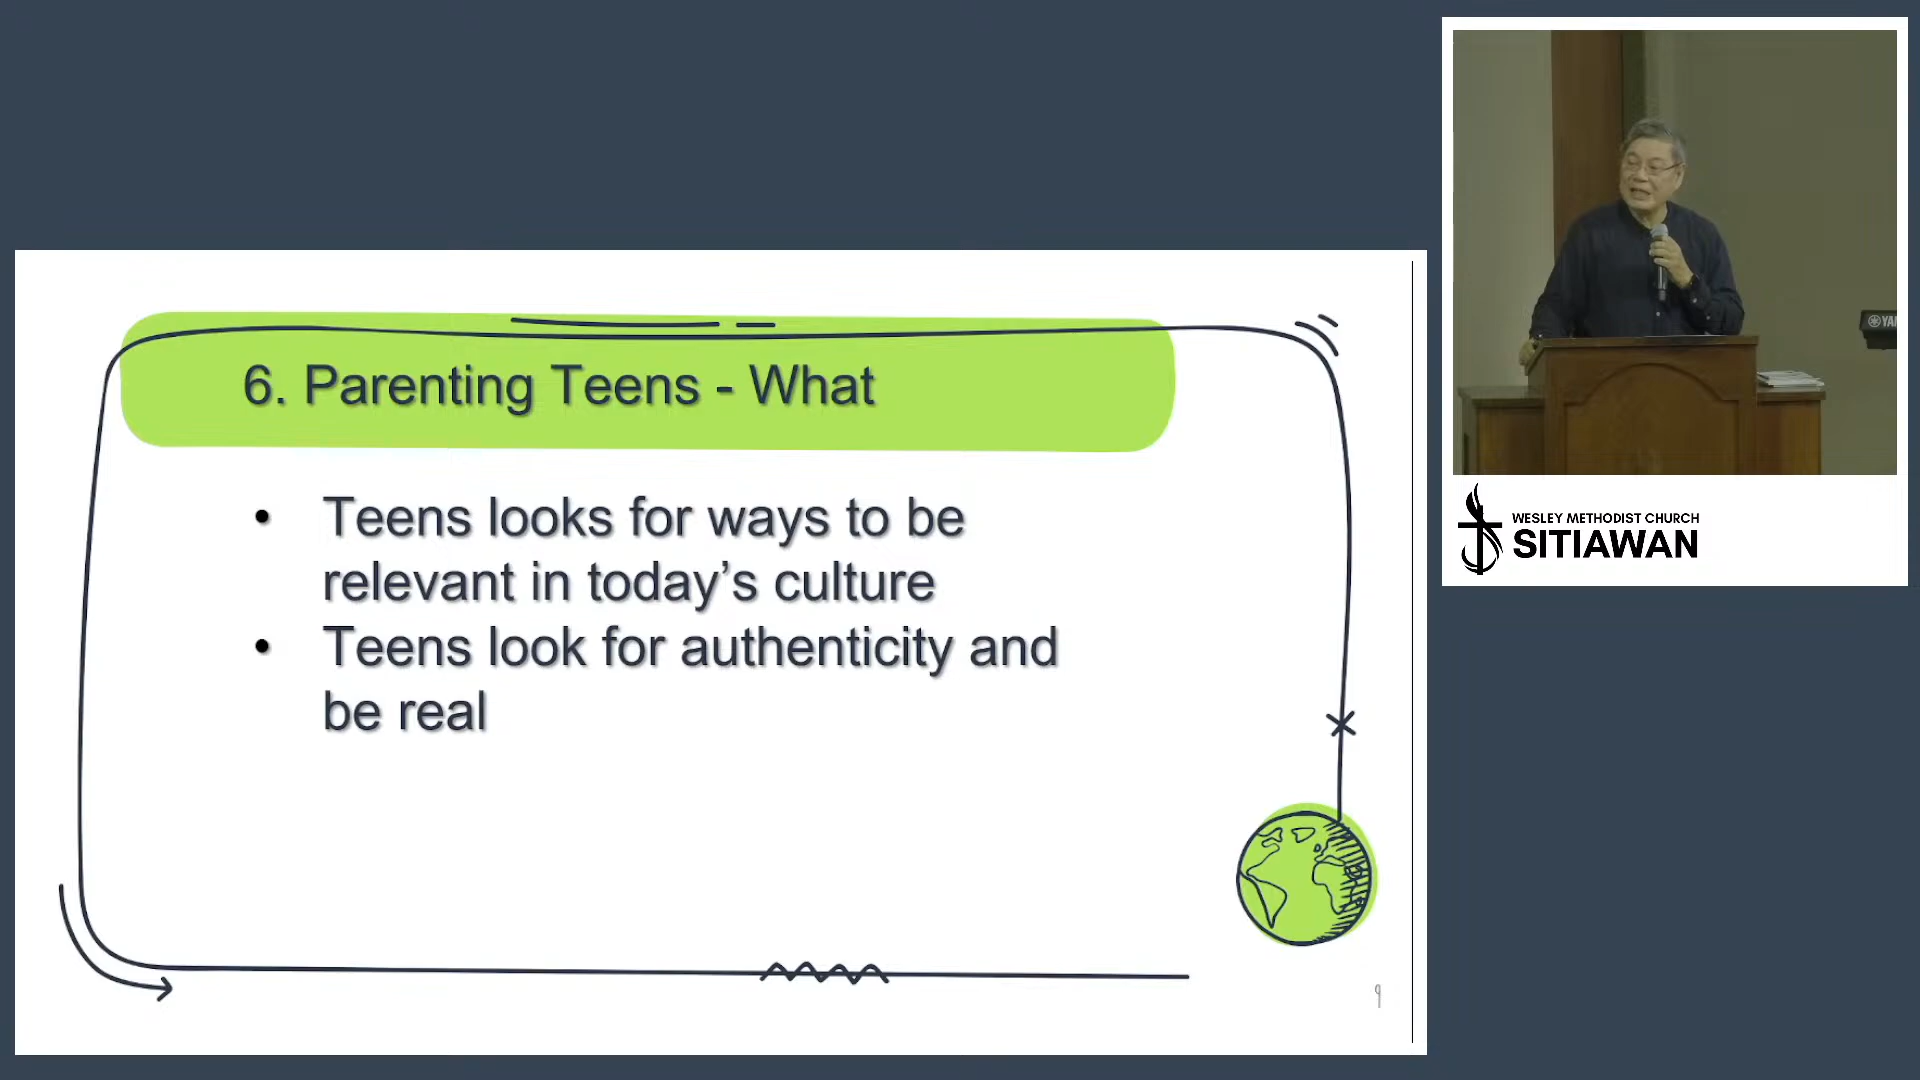 6. Parenting Teens - What
• Teens looks for ways to be
relevant in today’s culture
• Teens look for authenticity and
be real
9
WESLEY METHODIST CHURCH
SITIAWAN